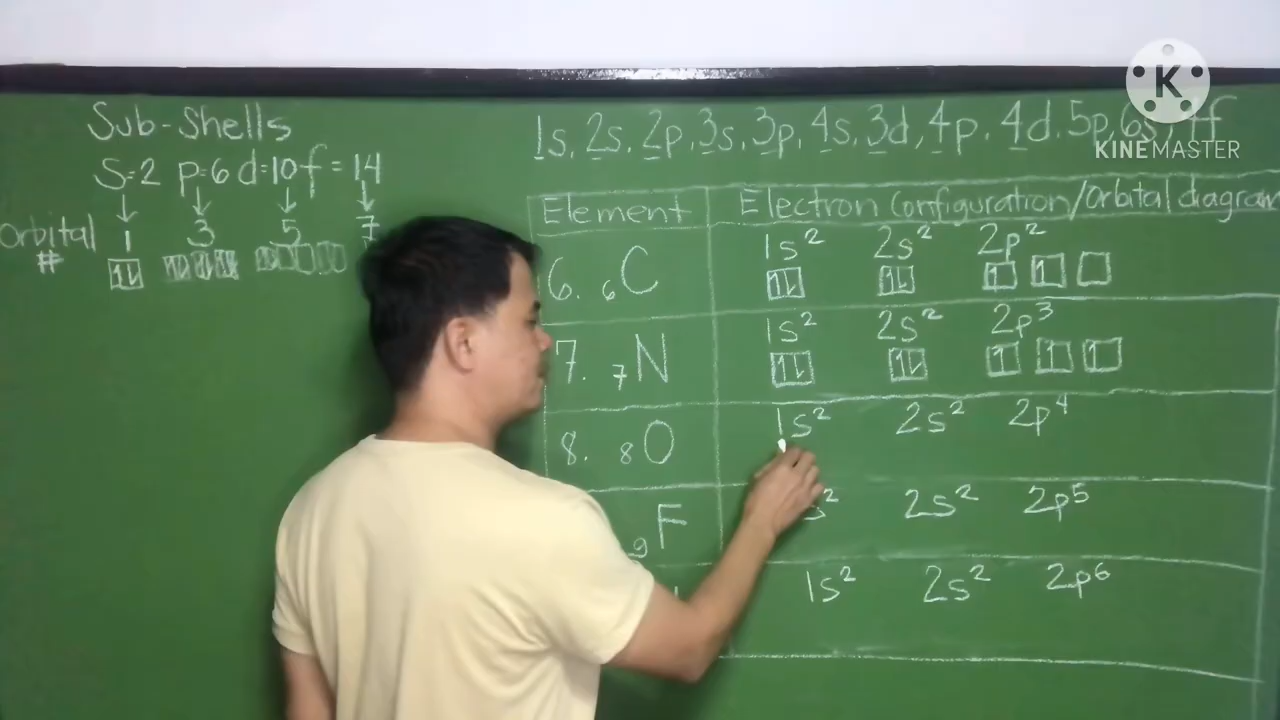 Sub-Shells
s=2 p=6 d=10 f=14
Orbital 1 3 5 7
#
1s, 2s, 2p, 3s, 3p, 4s, 3d, 4p, 4d, 5p, 6s, 4f
K
KINEMASTER
Element Electron Configuration/Orbital diagram
1s² 2s² 2p²
6. ₆C
1s² 2s² 2p³
7. ₇N
1s² 2s² 2p⁴
8. ₈O
s² 2s² 2p⁵
₉F
1s² 2s² 2p⁶